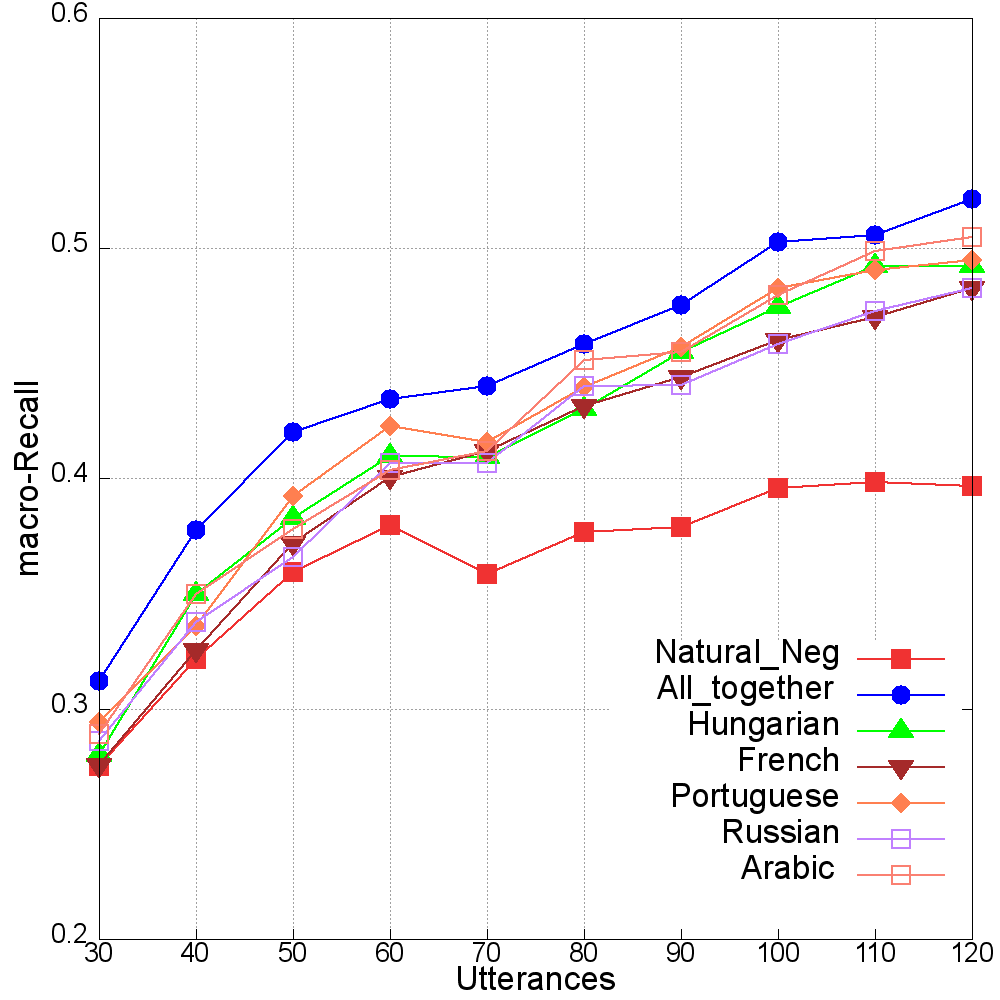 0.6
0.5
0.4
0.3
0.2
macro-Recall
Natural_Neg
All_together
Hungarian
French
Portuguese
Russian
Arabic
30 40 50 60 70 80 90 100 110 120
Utterances